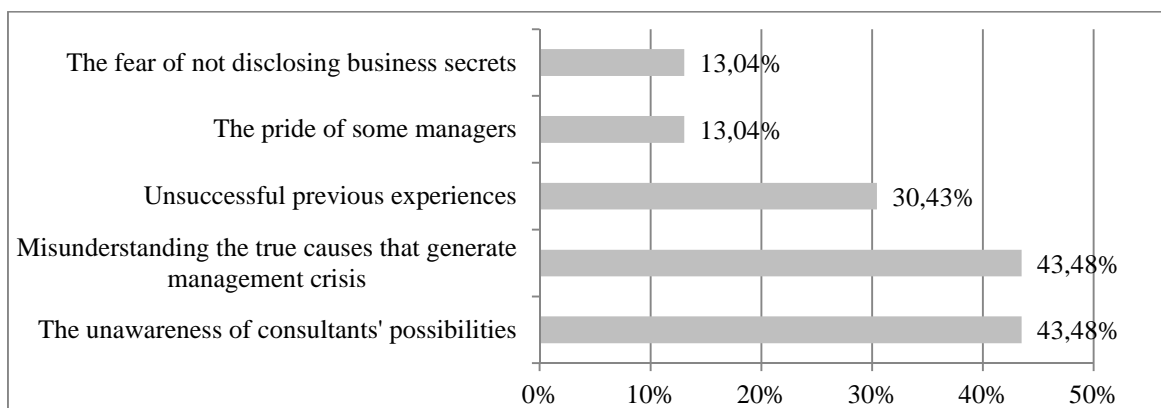 The fear of not disclosing business secrets
13,04%
The pride of some managers
13,04%
Unsuccessful previous experiences
30,43%
Misunderstanding the true causes that generate
management crisis
43,48%
The unawareness of consultants' possibilities
43,48%
0%
10%
20%
30%
40%
50%